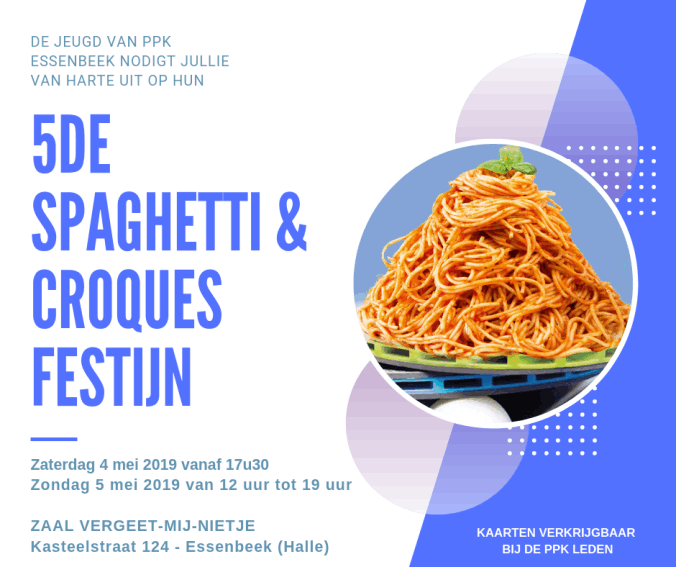 DE JEUGD VAN PPK
ESSENBEEK NODIGT JULLIE
VAN HARTE UIT OP HUN
5DE
SPAGHETTI &
CROQUES
FESTIJN
Zaterdag 4 mei 2019 vanaf 17u30
Zondag 5 mei 2019 van 12 uur tot 19 uur
ZAAL VERGEET-MIJ-NIETJE
Kasteelstraat 124 - Essenbeek (Halle)
KAARTEN VERKRIJGBAAR
BIJ DE PPK LEDEN